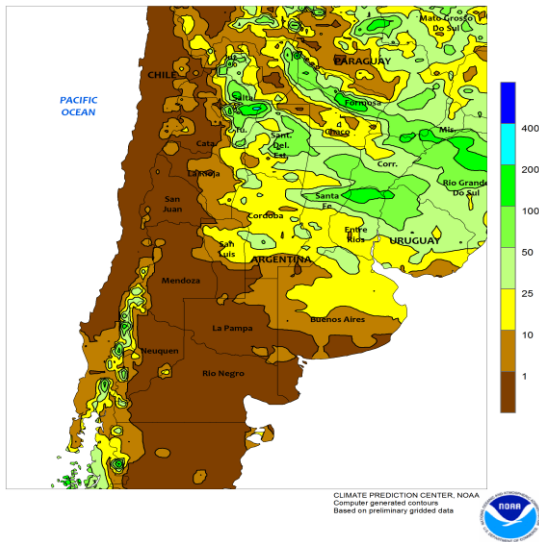 Mato Grosso
Do Sul
PARAGUAY
CHILE
PACIFIC
OCEAN
Salta
Formosa
Tu.
Sant.
Del.
Est.
Chaco
Mis.
Cata.
Corr.
La Rioja
Rio Grande
Do Sul
San
Juan
Santa
Fe
Cordoba
Entre
Rios
URUGUAY
San
Luis
ARGENTINA
Mendoza
Buenos Aires
La Pampa
Neuquen
Rio Negro
400
200
100
50
25
10
1
CLIMATE PREDICTION CENTER, NOAA
Computer generated contours
Based on preliminary gridded data
NOAA